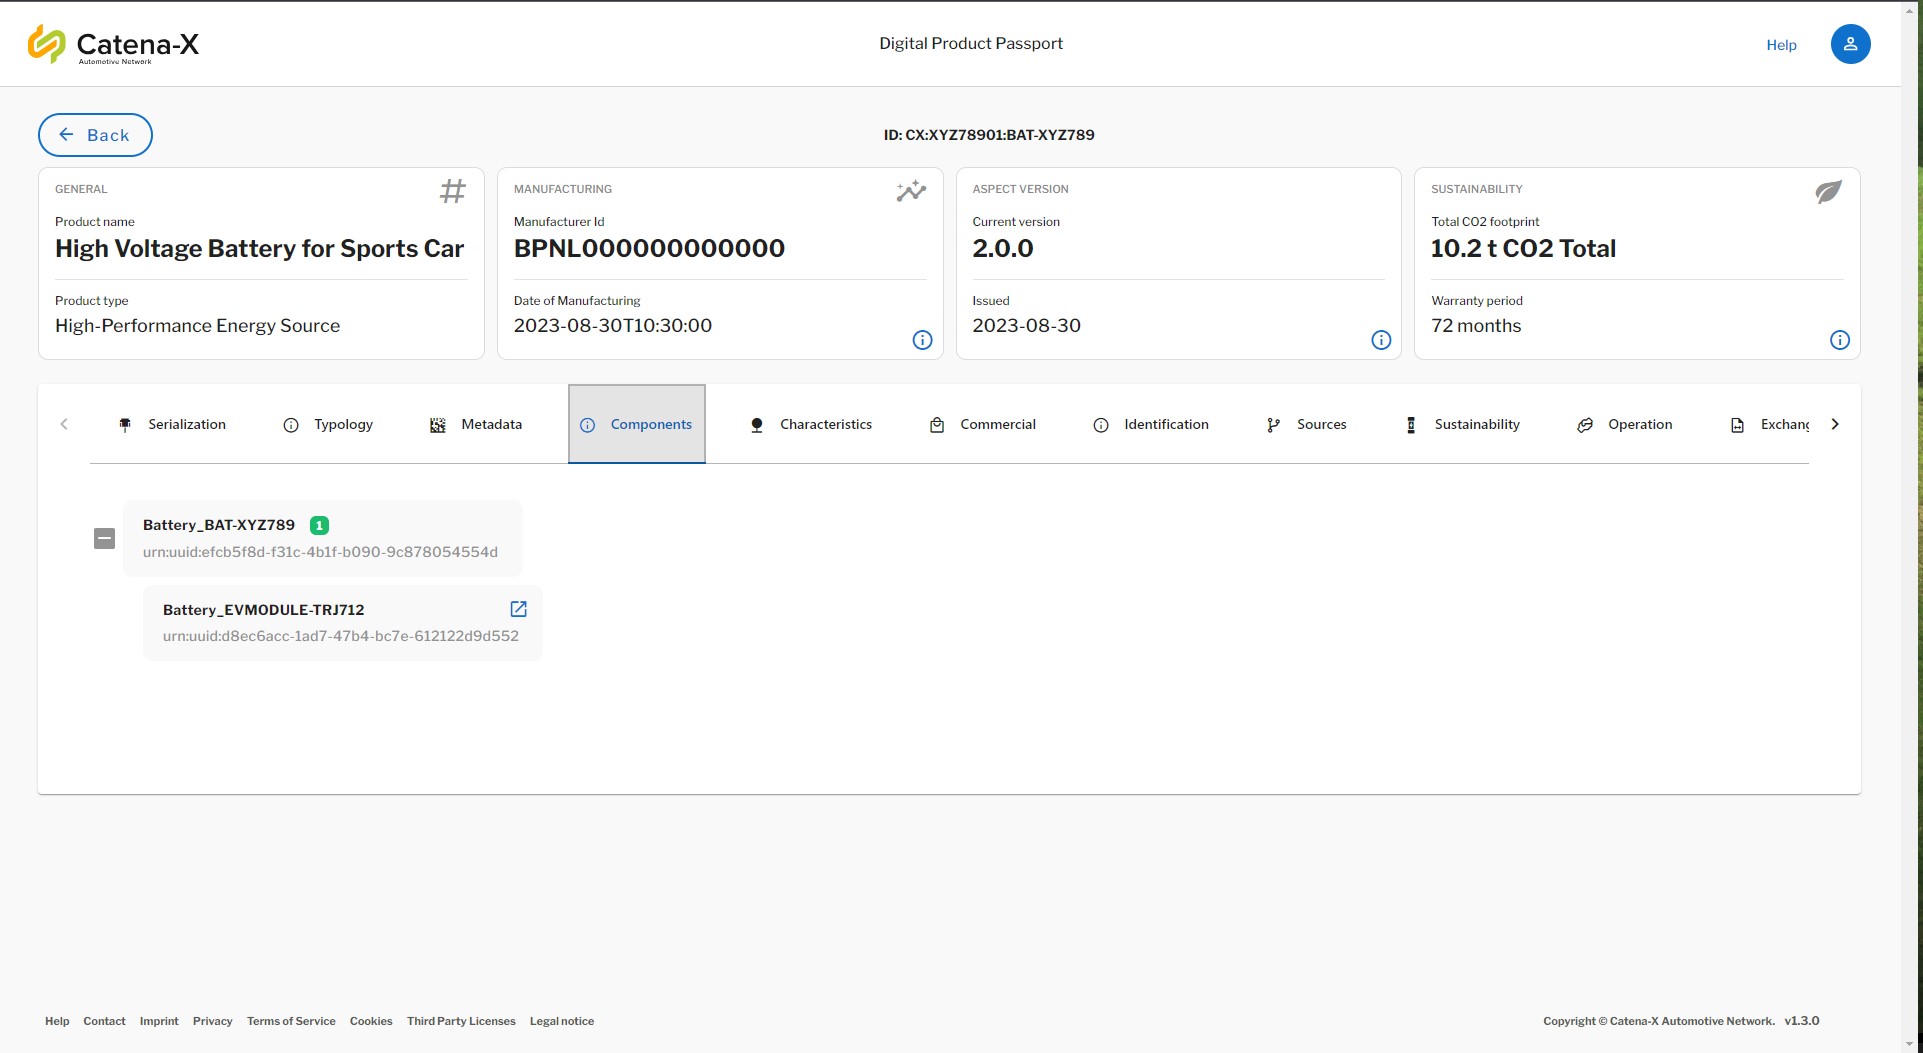 Catena-X
Automotive Network
Digital Product Passport
Help
Back
ID: CX:XYZ78901:BAT-XYZ789
GENERAL
Product name
High Voltage Battery for Sports Car
Product type
High-Performance Energy Source
MANUFACTURING
Manufacturer Id
BPNL000000000000
Date of Manufacturing
2023-08-30T10:30:00
ASPECT VERSION
Current version
2.0.0
Issued
2023-08-30
SUSTAINABILITY
Total CO2 footprint
10.2 t CO2 Total
Warranty period
72 months
Serialization Typology Metadata Components Characteristics Commercial Identification Sources Sustainability Operation Exchang
Battery_BAT-XYZ789 1
urn:uuid:efcb5f8d-f31c-4b1f-b090-9c878054554d
Battery_EVMODULE-TRJ712
urn:uuid:d8ec6acc-1ad7-47b4-bc7e-612122d9d552
Help Contact Imprint Privacy Terms of Service Cookies Third Party Licenses Legal notice
Copyright © Catena-X Automotive Network. v1.3.0